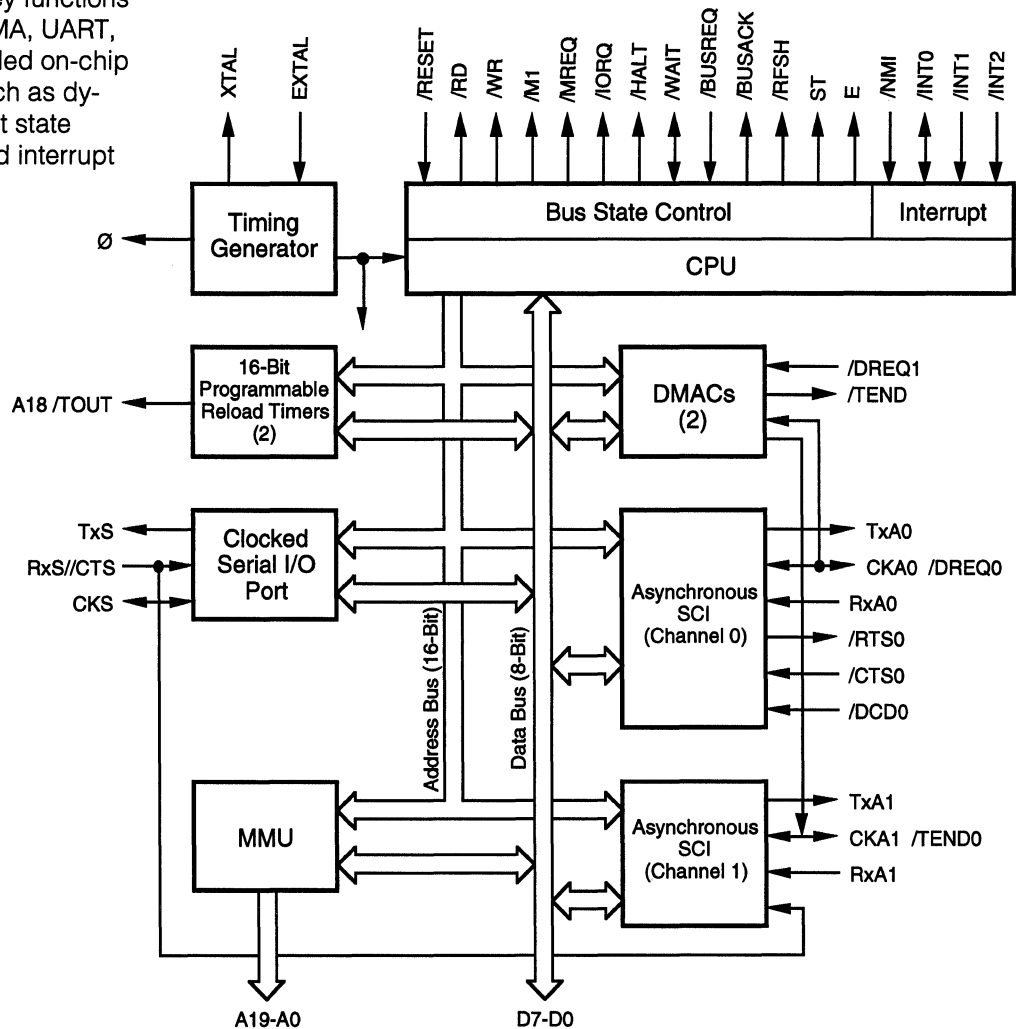 ey functions
MA, UART,
ded on-chip
ch as dy-
t state
d interrupt
XTAL
EXTAL
/RESET
/RD
/WR
/M1
/MREQ
/IORQ
/HALT
/WAIT
/BUSREQ
/BUSACK
/RFSH
ST
E
/NMI
/INT0
/INT1
/INT2
Timing
Generator
Ø
Bus State Control
Interrupt
CPU
16-Bit
Programmable
Reload Timers
(2)
A18 /TOUT
DMACs
(2)
/DREQ1
/TEND
TxS
RxS//CTS
CKS
Clocked
Serial I/O
Port
Address Bus (16-Bit)
Data Bus (8-Bit)
Asynchronous
SCI
(Channel 0)
TxA0
CKA0 /DREQ0
RxA0
/RTS0
/CTS0
/DCD0
MMU
Asynchronous
SCI
(Channel 1)
TxA1
CKA1 /TEND0
RxA1
A19-A0
D7-D0